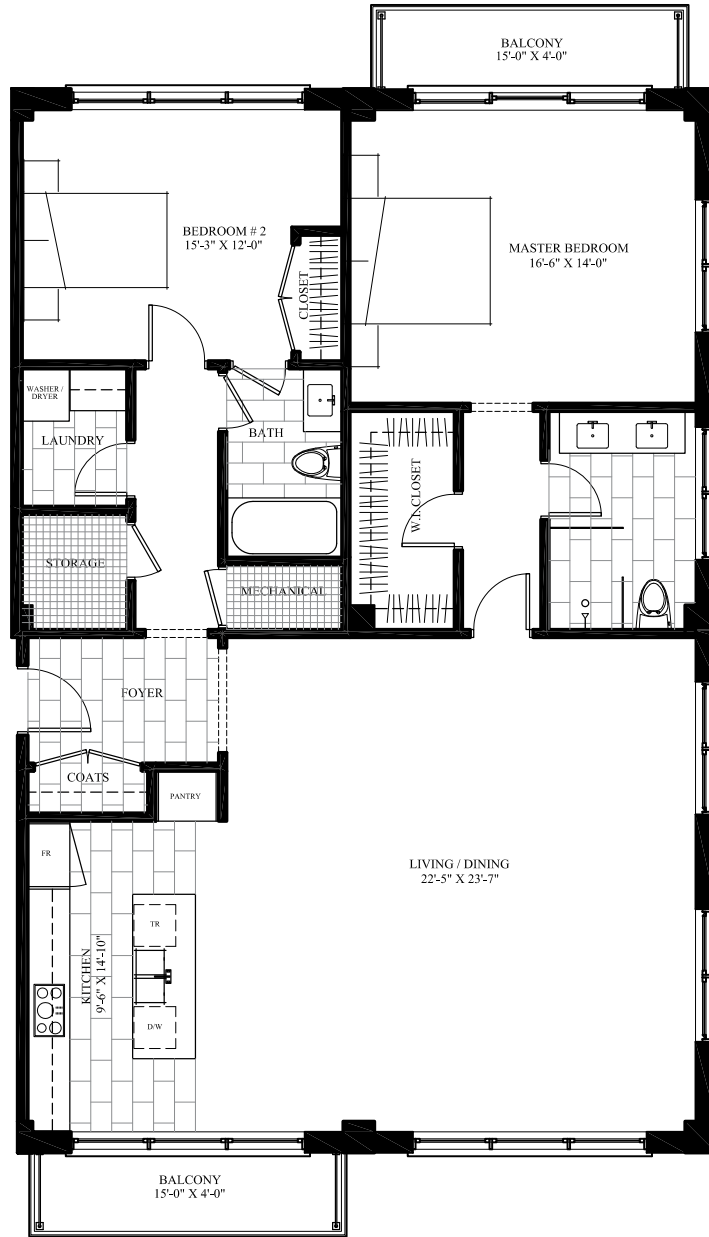 BALCONY
15'-0" X 4'-0"
BEDROOM # 2
15'-3" X 12'-0"
MASTER BEDROOM
16'-6" X 14'-0"
CLOSET
WASHER /
DRYER
LAUNDRY
BATH
W.I. CLOSET
STORAGE
MECHANICAL
FOYER
COATS
PANTRY
FR
LIVING / DINING
22'-5" X 23'-7"
TR
KITCHEN
9'-6" X 14'-10"
D/W
BALCONY
15'-0" X 4'-0"